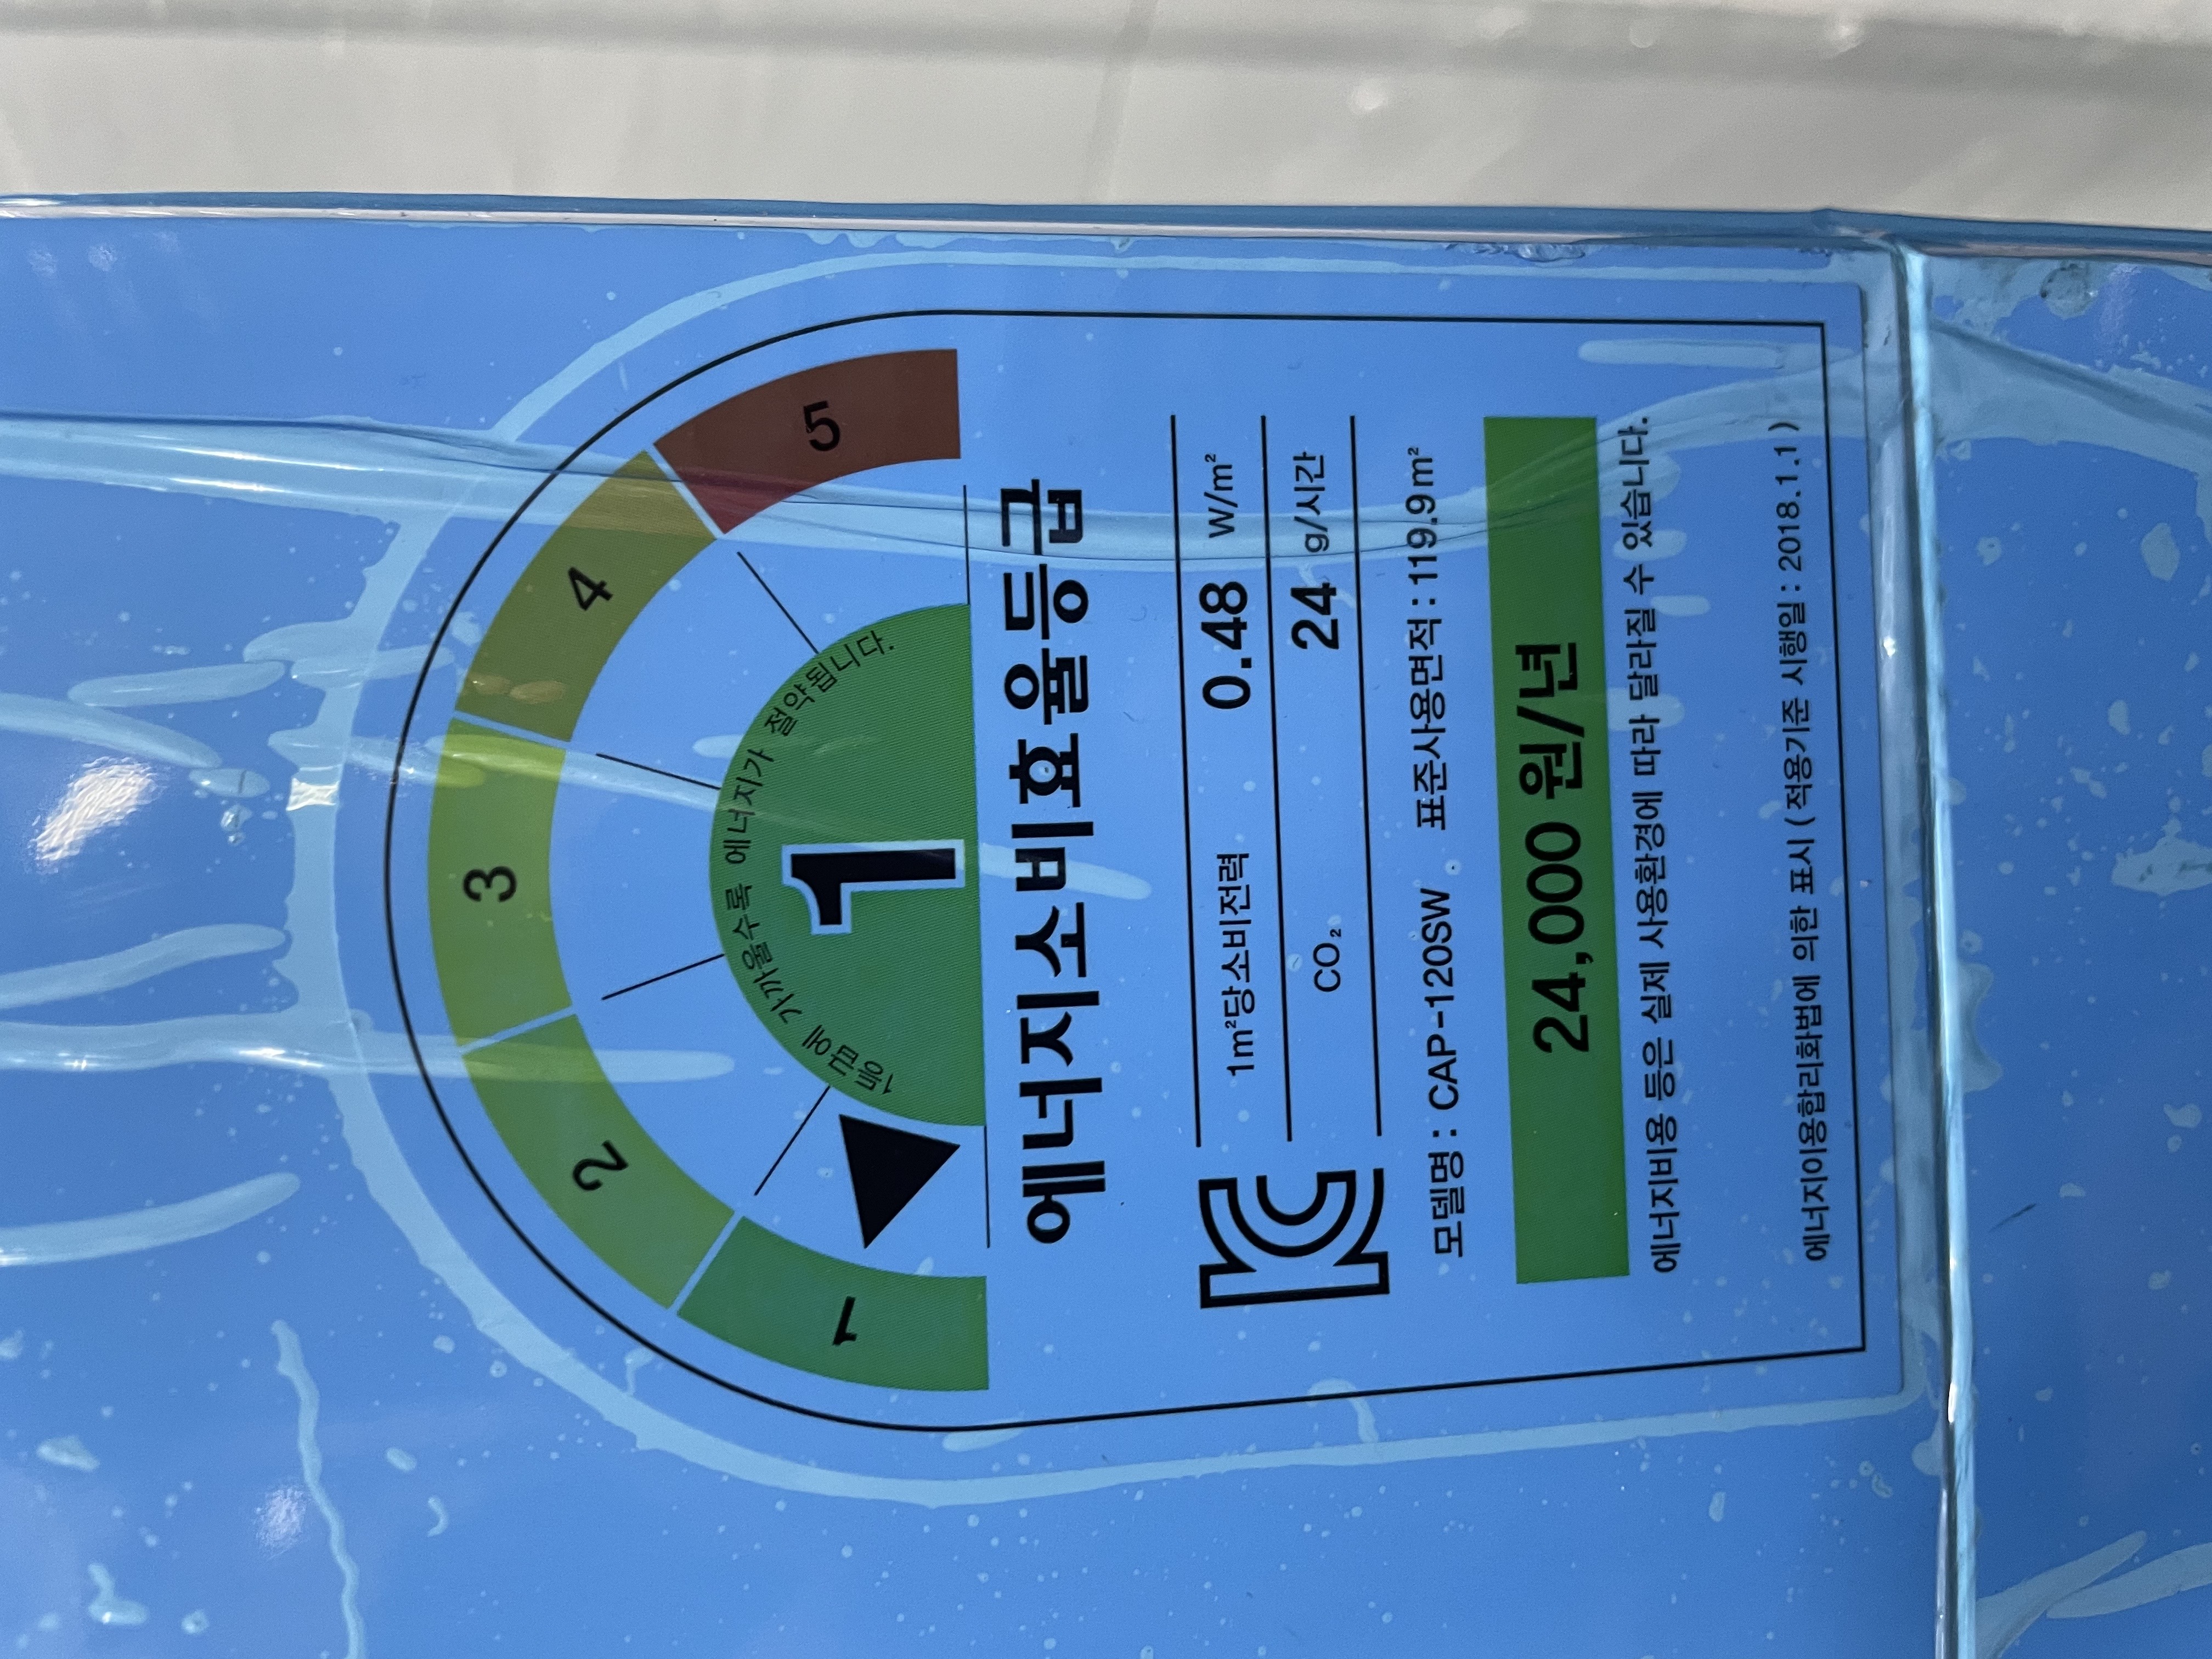 1 2 3 4 5
1등급에 가까울수록 에너지가 절약됩니다.
1
에너지소비효율등급
1m²당소비전력 0.48 W/m²
CO₂ 24 g/시간
모델명 : CAP-120SW 표준사용면적 : 119.9m²
24,000 원/년
에너지비용 등은 실제 사용환경에 따라 달라질 수 있습니다.
에너지이용합리화법에 의한 표시 ( 적용기준 시행일 : 2018.1.1 )